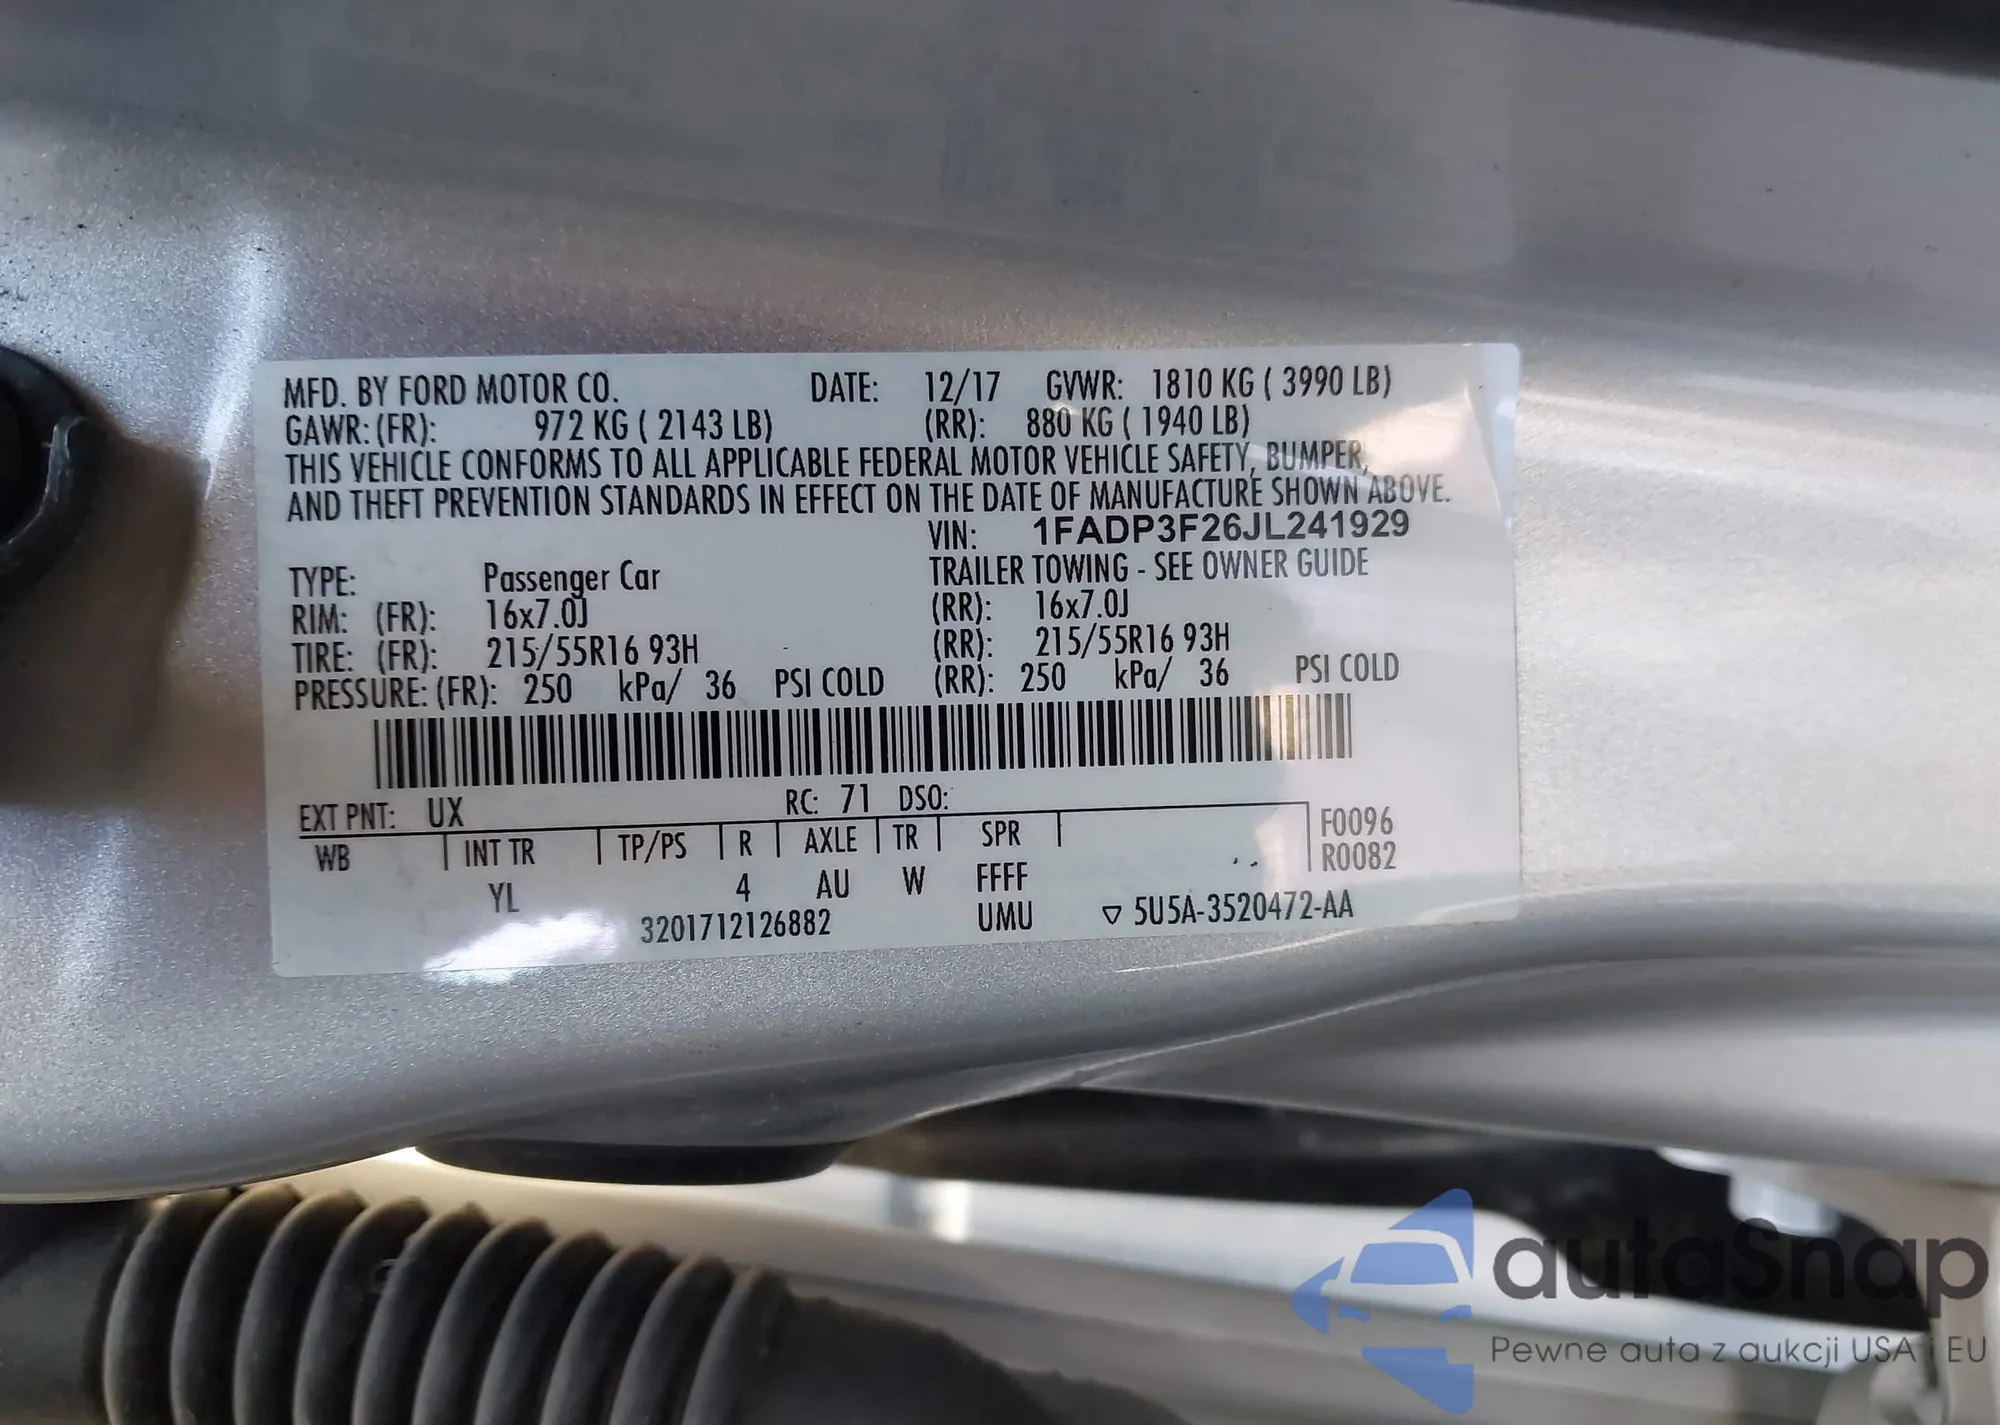 MFD. BY FORD MOTOR CO. DATE: 12/17 GVWR: 1810 KG ( 3990 LB)
GAWR: (FR): 972 KG ( 2143 LB) (RR): 880 KG ( 1940 LB)
THIS VEHICLE CONFORMS TO ALL APPLICABLE FEDERAL MOTOR VEHICLE SAFETY, BUMPER,
AND THEFT PREVENTION STANDARDS IN EFFECT ON THE DATE OF MANUFACTURE SHOWN ABOVE.
VIN: 1FADP3F26JL241929
TYPE: Passenger Car TRAILER TOWING - SEE OWNER GUIDE
RIM: (FR): 16x7.0J (RR): 16x7.0J
TIRE: (FR): 215/55R16 93H (RR): 215/55R16 93H
PRESSURE: (FR): 250 kPa/ 36 PSI COLD (RR): 250 kPa/ 36 PSI COLD
EXT PNT: UX RC: 71 DSO:
WB INT TR TP/PS R AXLE TR SPR F0096
R0082
YL 4 AU W FFFF
3201712126882 UMU ▽ 5U5A-3520472-AA
autoSnap
Pewne auta z aukcji USA i EU